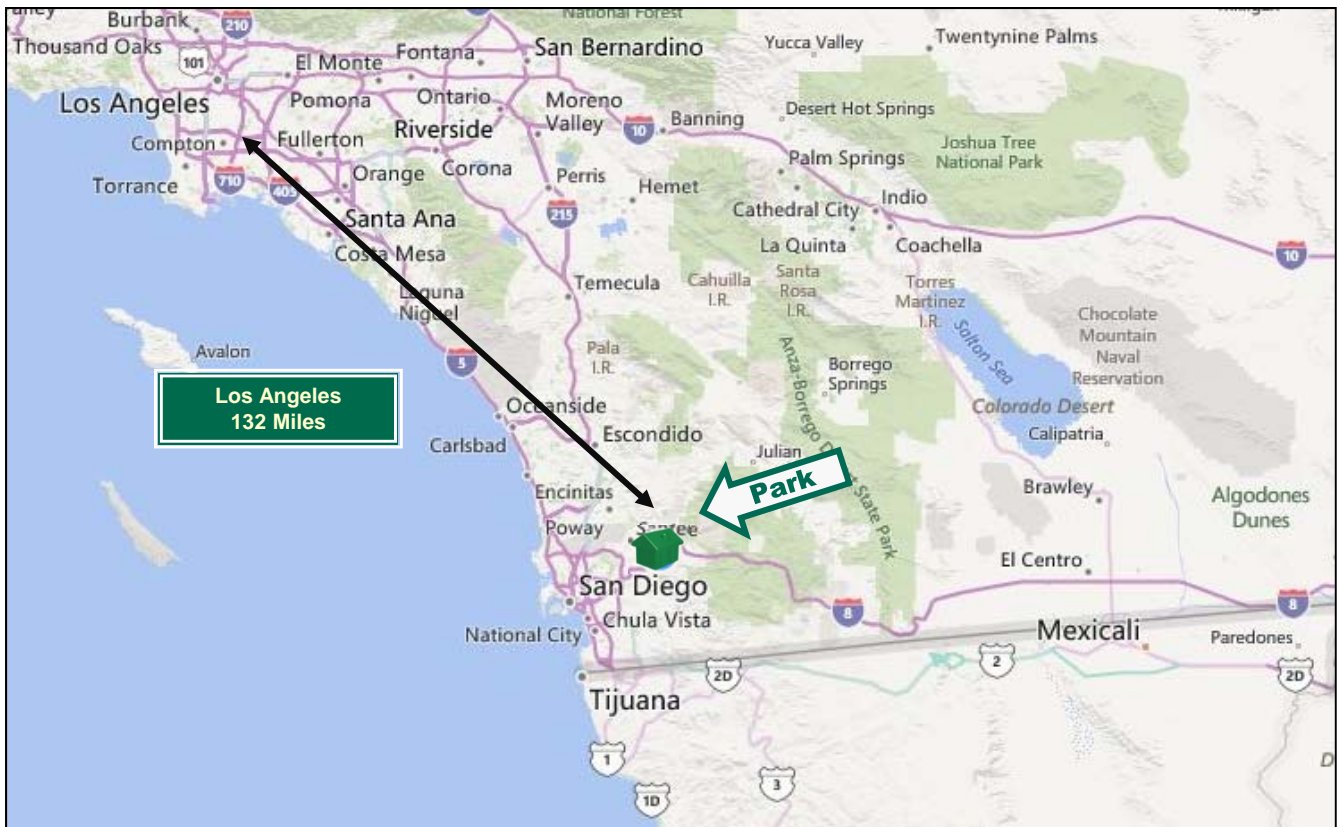 National Forest
Burbank
210
Thousand Oaks
101
El Monte
Fontana
San Bernardino
Yucca Valley
Twentynine Palms
Los Angeles
Pomona
Ontario
Moreno
Valley
10
Banning
Desert Hot Springs
Compton
Fullerton
Riverside
Joshua Tree
National Park
Torrance
710
405
Orange
Corona
Perris
Hemet
Palm Springs
Santa Ana
215
Cathedral City
Indio
Costa Mesa
La Quinta
Coachella
10
Laguna
Niguel
Temecula
Cahuilla
I.R.
Santa
Rosa
I.R.
Torres
Martinez
I.R.
Salton Sea
Chocolate
Mountain
Naval
Reservation
Avalon
5
Pala
I.R.
Anza-Borrego Desert State Park
Borrego
Springs
Los Angeles
132 Miles
Oceanside
Colorado Desert
Carlsbad
Escondido
Calipatria
Julian
Park
Encinitas
Brawley
Algodones
Dunes
Poway
Santee
El Centro
San Diego
8
8
National City
Chula Vista
Mexicali
Paredones
2D
2
2D
Tijuana
1
3
1D
D